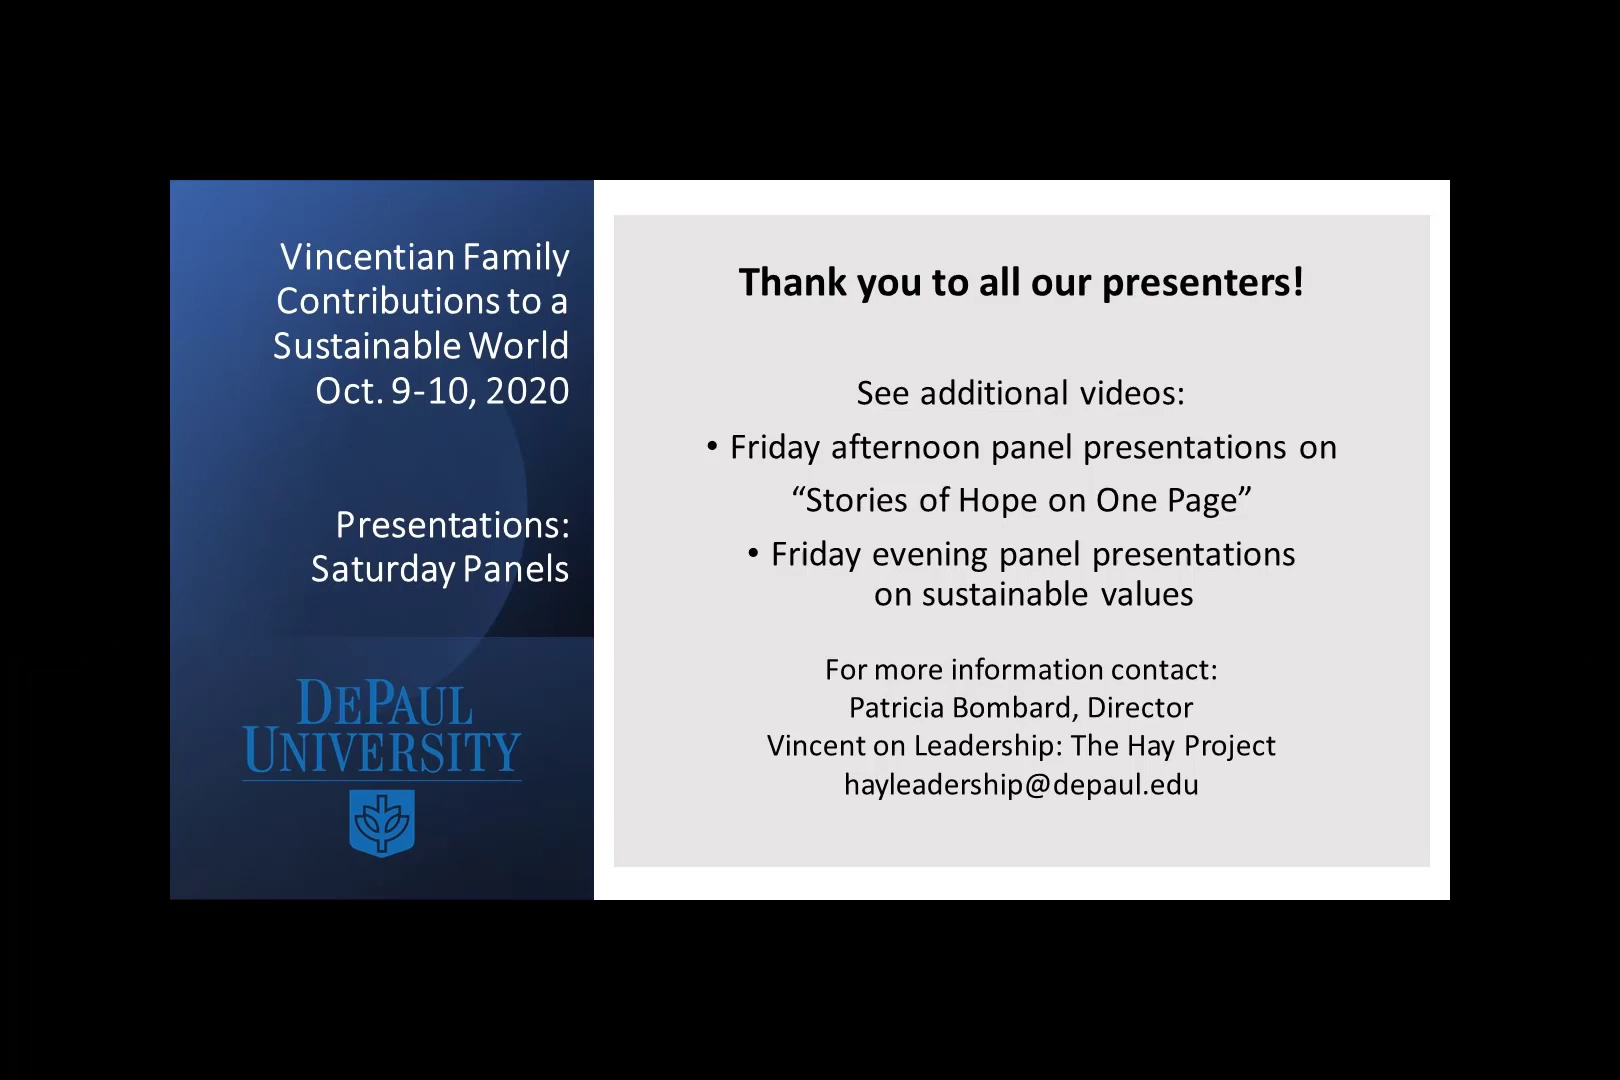 Vincentian Family
Contributions to a
Sustainable World
Oct. 9-10, 2020
Presentations:
Saturday Panels
DEPAUL
UNIVERSITY
Thank you to all our presenters!
See additional videos:
• Friday afternoon panel presentations on
“Stories of Hope on One Page”
• Friday evening panel presentations
on sustainable values
For more information contact:
Patricia Bombard, Director
Vincent on Leadership: The Hay Project
hayleadership@depaul.edu